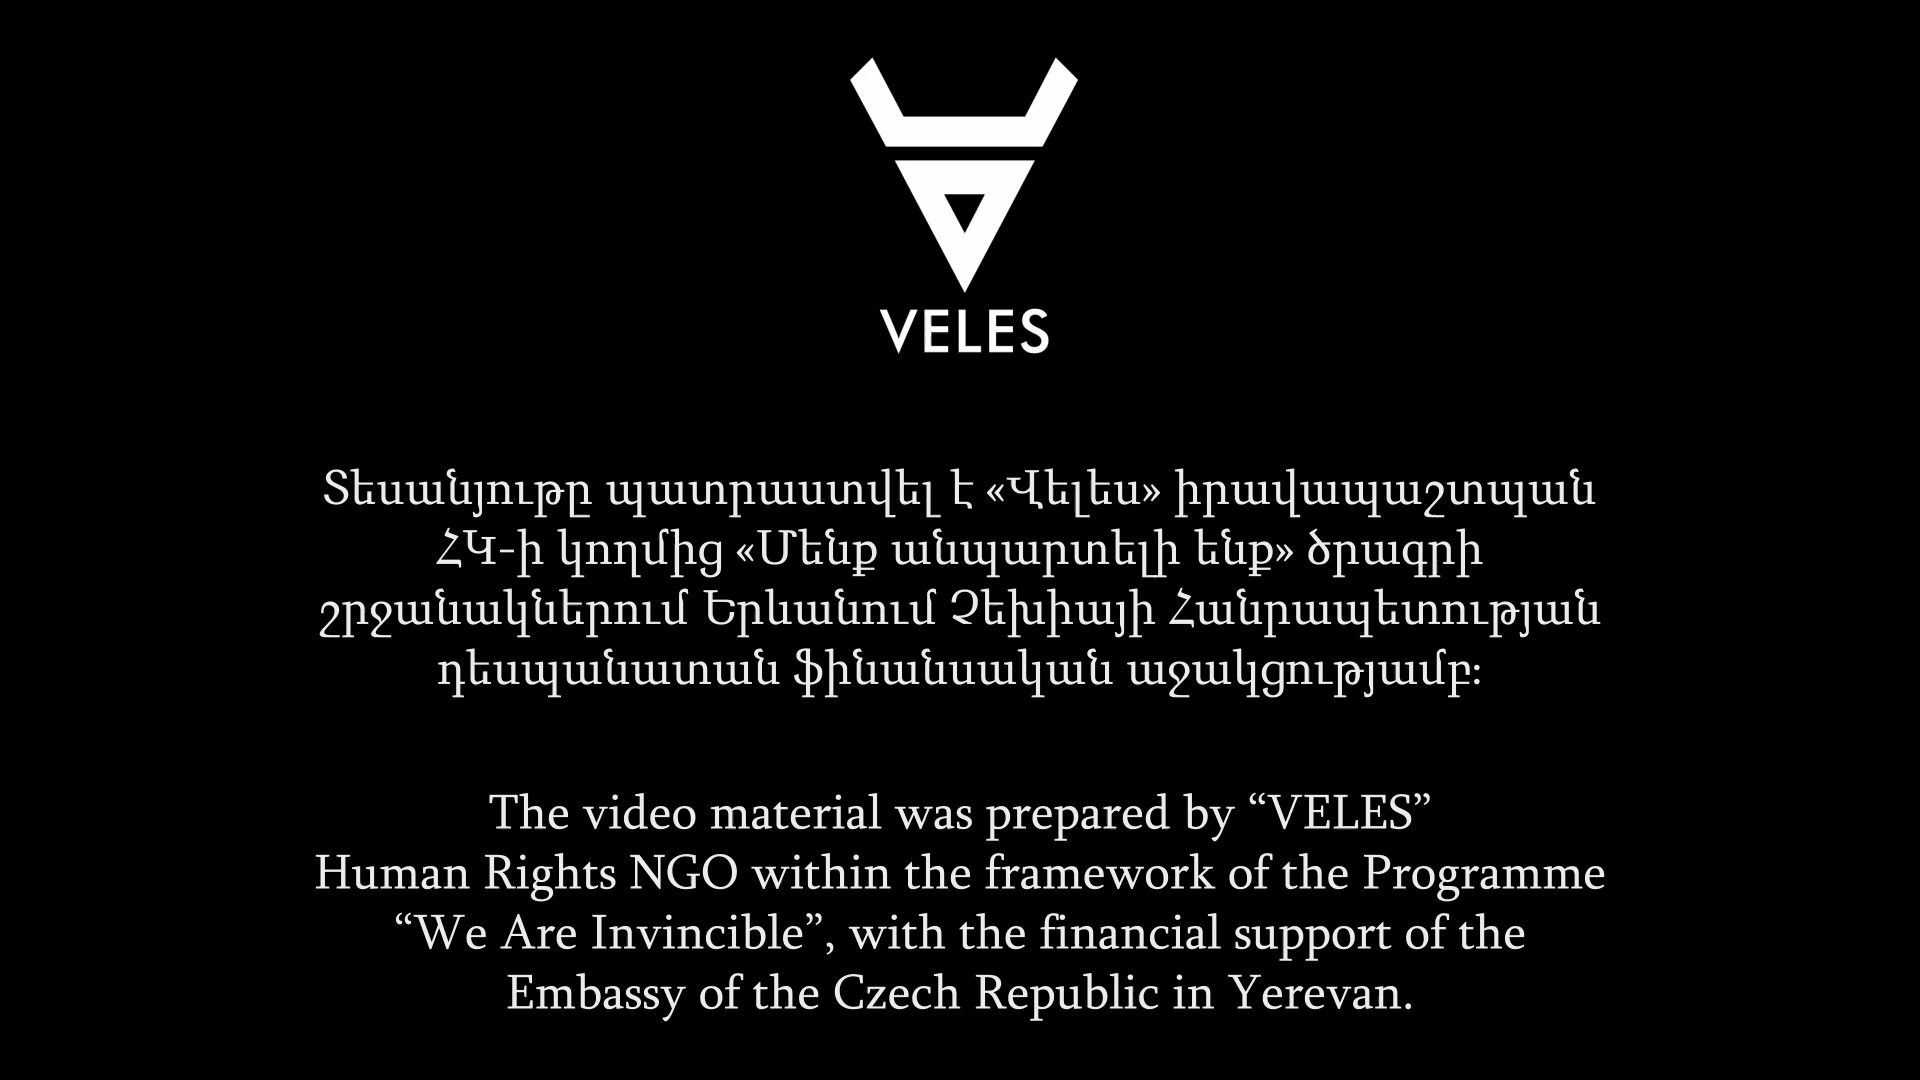 VELES
Տեսանյութը պատրաստվել է «Վելես» իրավապաշտպան
ՀԿ-ի կողմից «Մենք անպարտելի ենք» ծրագրի
շրջանակներում Երևանում Չեխիայի Հանրապետության
դեսպանատան ֆինանսական աջակցությամբ։
The video material was prepared by “VELES”
Human Rights NGO within the framework of the Programme
“We Are Invincible”, with the financial support of the
Embassy of the Czech Republic in Yerevan.